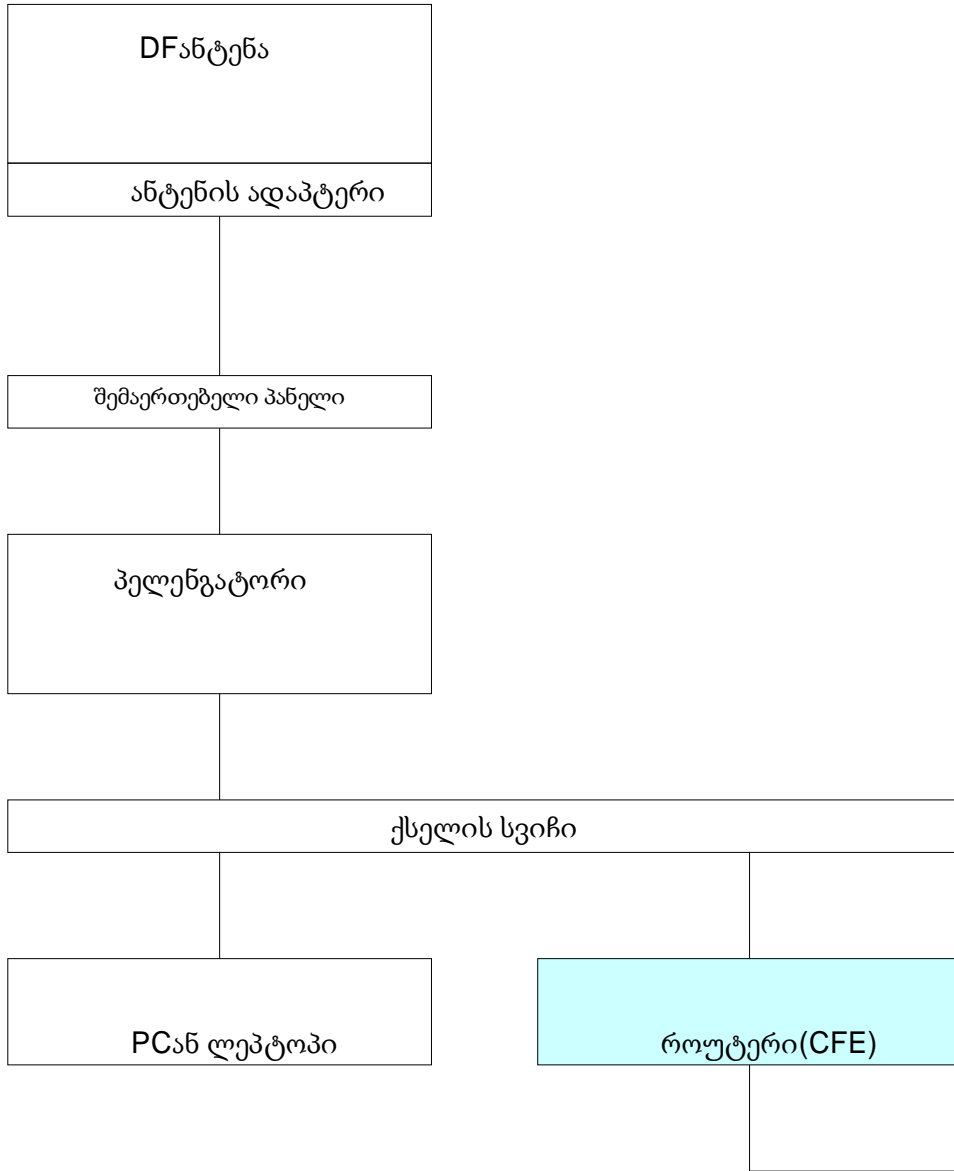 DFანტენა
ანტენის ადაპტერი
შემაერთებელი პანელი
პელენგატორი
ქსელის სვიჩი
PCან ლეპტოპი
როუტერი(CFE)